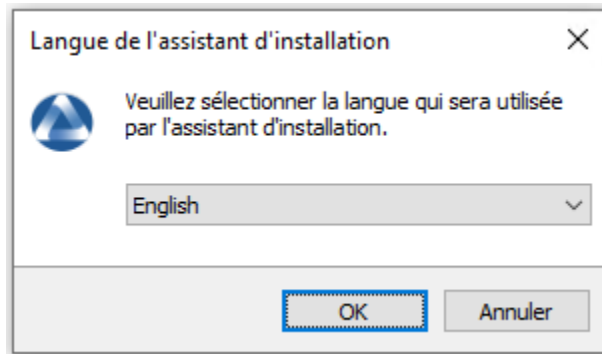 Langue de l'assistant d'installation
Veuillez sélectionner la langue qui sera utilisée
par l'assistant d'installation.
English
OK
Annuler